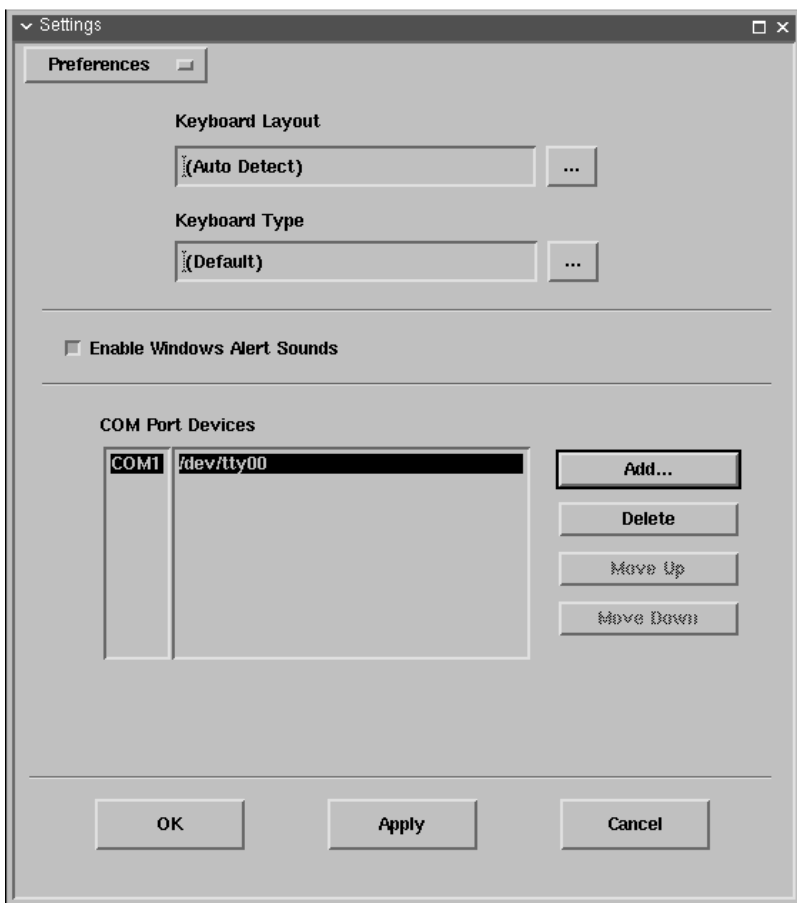 Settings
Preferences
Keyboard Layout
(Auto Detect)
...
Keyboard Type
(Default)
...
Enable Windows Alert Sounds
COM Port Devices
COM1 /dev/tty00
Add...
Delete
Move Up
Move Down
OK Apply Cancel